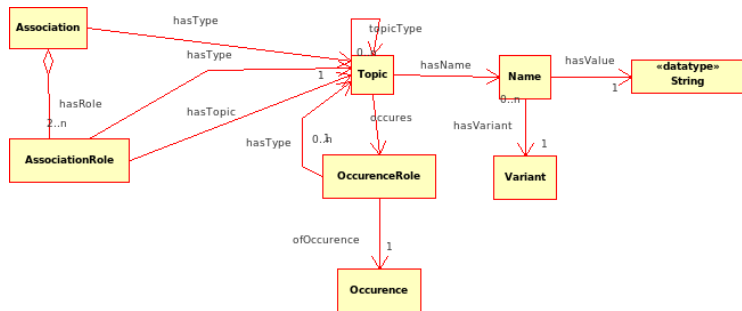 Association
hasType
topicType
0..n
hasType
1
Topic
hasName
Name
0..n
hasValue
1
«datatype»
String
hasRole
2..n
hasTopic
occures
hasVariant
1
AssociationRole
hasType
0..n
1
OccurenceRole
Variant
ofOccurence
1
Occurence